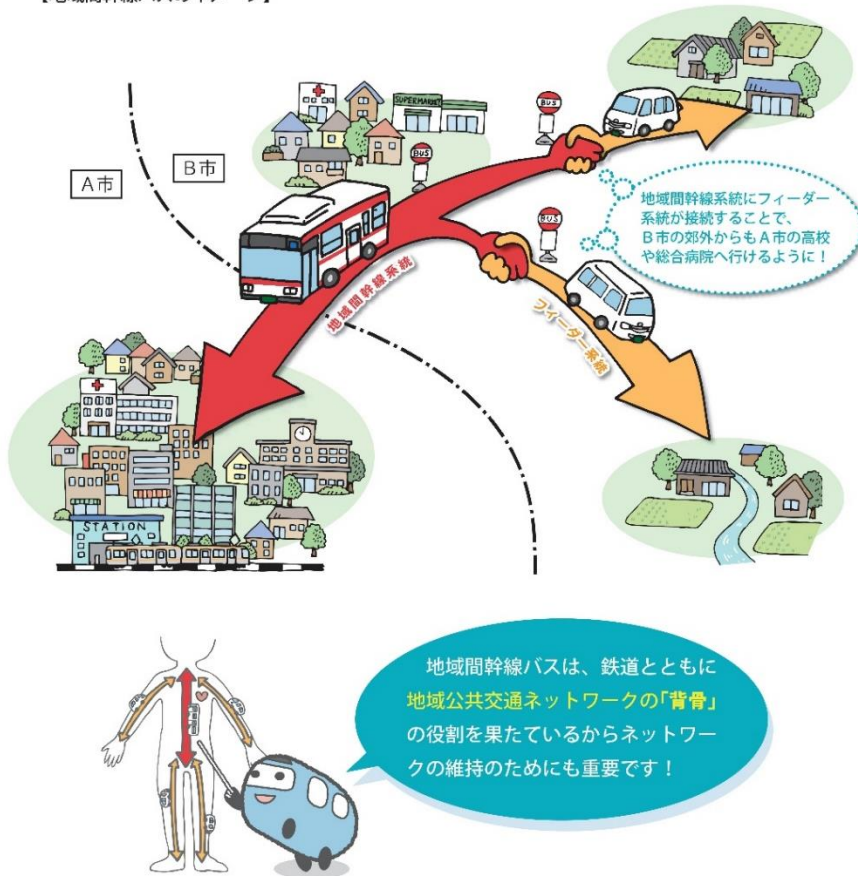 SUPERMARKET
BUS
BUS
BUS
A市
B市
地域間幹線系統にフィーダー
系統が接続することで、
B市の郊外からもA市の高校
や総合病院へ行けるように！
地域間幹線系統
フィーダー系統
STATION
地域間幹線バスは、鉄道とともに
地域公共交通ネットワークの「背骨」
の役割を果たているからネットワー
クの維持のためにも重要です！